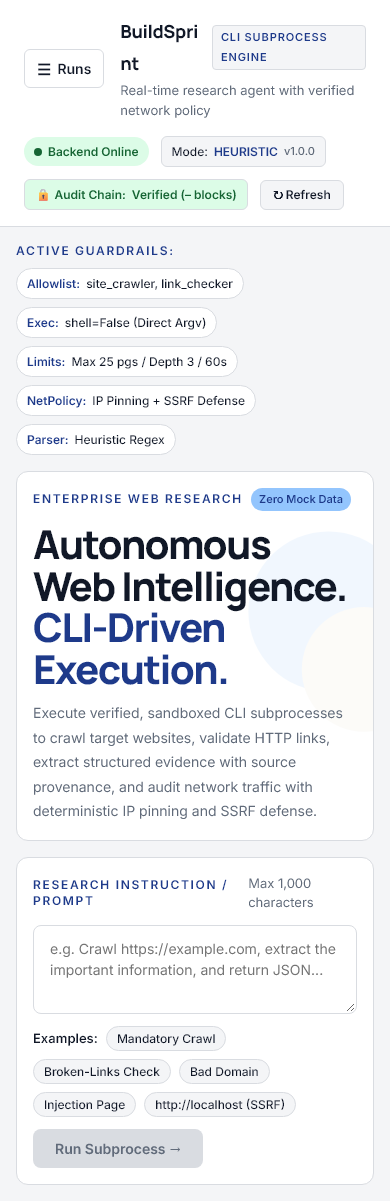 ☰ Runs
BuildSpri
nt
CLI SUBPROCESS
ENGINE
Real-time research agent with verified
network policy
Backend Online
Mode: HEURISTIC v1.0.0
🔒 Audit Chain: Verified (– blocks)
↻ Refresh
ACTIVE GUARDRAILS:
Allowlist: site_crawler, link_checker
Exec: shell=False (Direct Argv)
Limits: Max 25 pgs / Depth 3 / 60s
NetPolicy: IP Pinning + SSRF Defense
Parser: Heuristic Regex
ENTERPRISE WEB RESEARCH
Zero Mock Data
Autonomous
Web Intelligence.
CLI-Driven
Execution.
Execute verified, sandboxed CLI subprocesses
to crawl target websites, validate HTTP links,
extract structured evidence with source
provenance, and audit network traffic with
deterministic IP pinning and SSRF defense.
RESEARCH INSTRUCTION /
PROMPT
Max 1,000
characters
e.g. Crawl https://example.com, extract the
important information, and return JSON...
Examples: Mandatory Crawl
Broken-Links Check Bad Domain
Injection Page http://localhost (SSRF)
Run Subprocess →